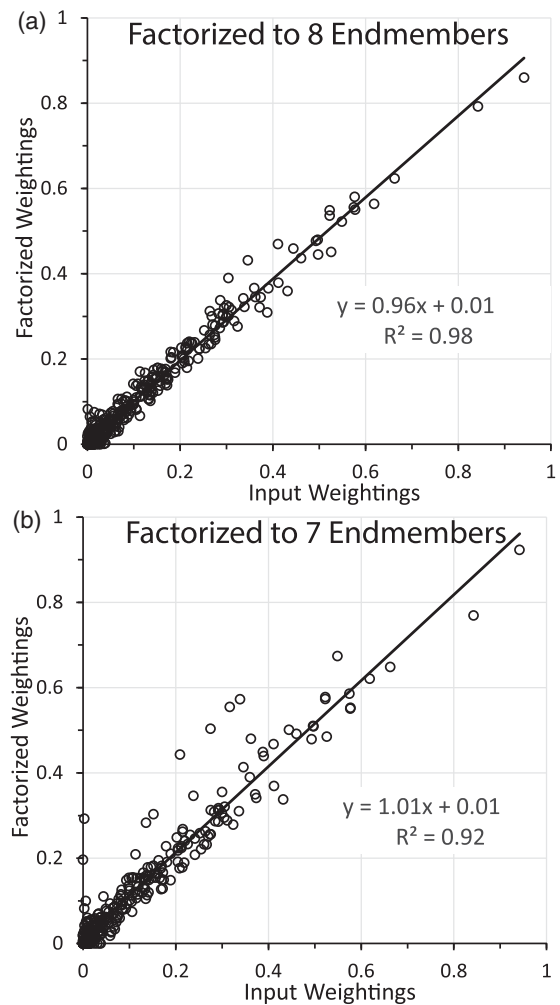 (a)
Factorized to 8 Endmembers
1
0.8
0.6
0.4
0.2
0
Factorized Weightings
y = 0.96x + 0.01
R² = 0.98
0 0.2 0.4 0.6 0.8 1
Input Weightings
(b)
Factorized to 7 Endmembers
1
0.8
0.6
0.4
0.2
0
Factorized Weightings
y = 1.01x + 0.01
R² = 0.92
0 0.2 0.4 0.6 0.8 1
Input Weightings